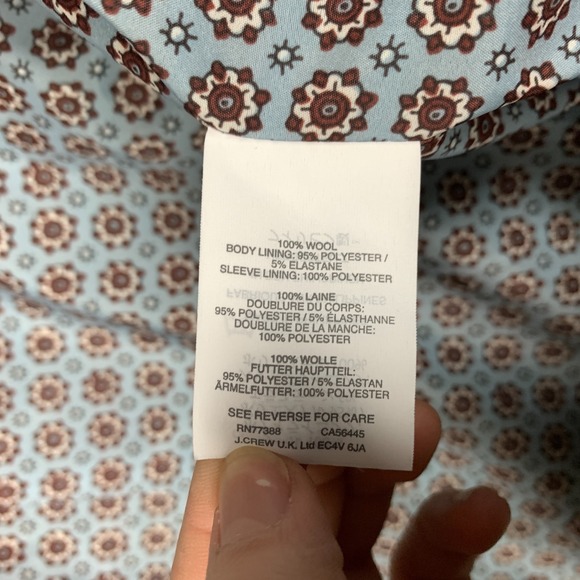 100% WOOL
BODY LINING: 95% POLYESTER /
5% ELASTANE
SLEEVE LINING: 100% POLYESTER
100% LAINE
DOUBLURE DU CORPS:
95% POLYESTER / 5% ÉLASTHANNE
DOUBLURE DE LA MANCHE:
100% POLYESTER
100% WOLLE
FUTTER HAUPTTEIL:
95% POLYESTER / 5% ELASTAN
ÄRMELFUTTER: 100% POLYESTER
SEE REVERSE FOR CARE
RN77388 CA56445
J.CREW U.K. Ltd EC4V 6JA